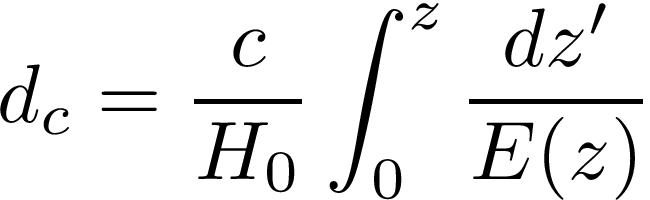 d_c = \frac{c}{H_0} \int_0^z \frac{dz'}{E(z)}